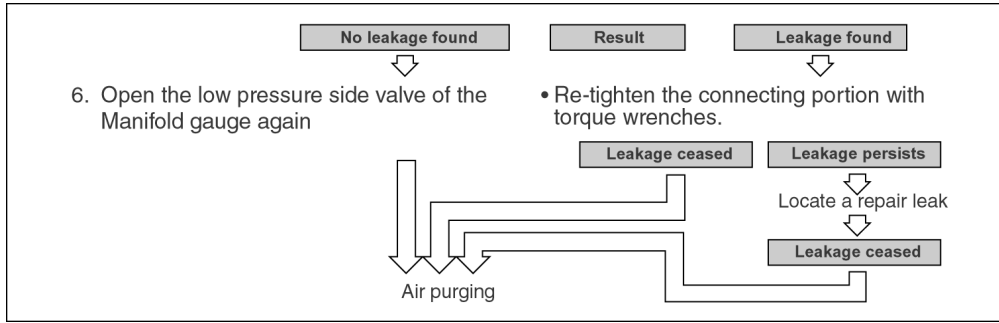 No leakage found
Result
Leakage found
6. Open the low pressure side valve of the
Manifold gauge again
• Re-tighten the connecting portion with
torque wrenches.
Leakage ceased
Leakage persists
Locate a repair leak
Leakage ceased
Air purging